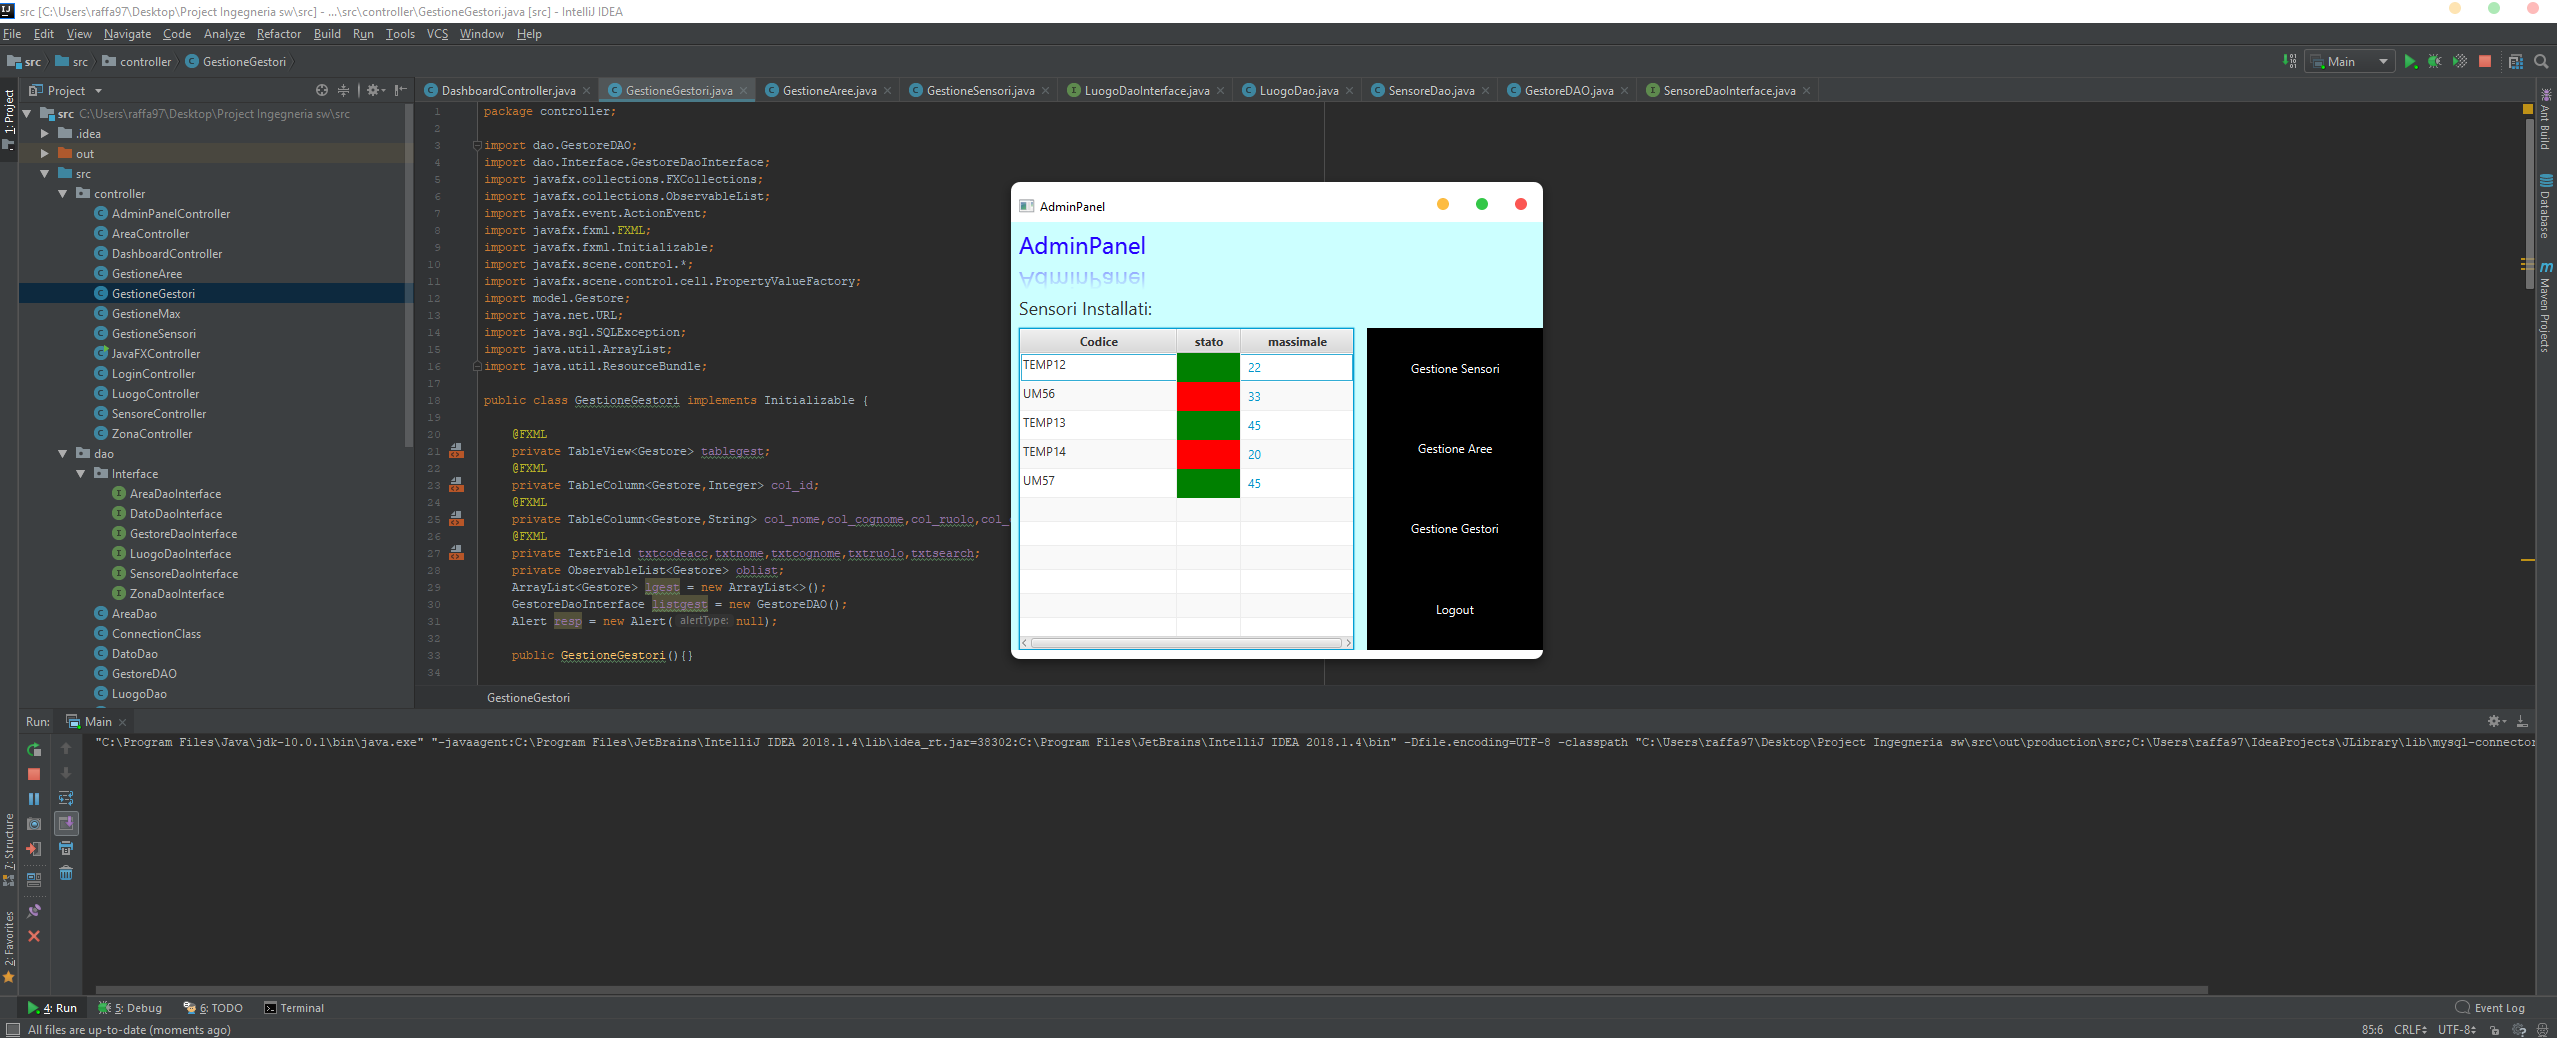 src [C:\Users\raffa97\Desktop\Project Ingegneria sw\src] - ...\src\controller\GestioneGestori.java [src] - IntelliJ IDEA
File Edit View Navigate Code Analyze Refactor Build Run Tools VCS Window Help
src src controller GestioneGestori
Main
Project
DashboardController.java GestioneGestori.java GestioneAree.java GestioneSensori.java LuogoDaoInterface.java LuogoDao.java SensoreDao.java GestoreDAO.java SensoreDaoInterface.java
1: Project
7: Structure
2: Favorites
Ant Build
Database
Maven Projects
src C:\Users\raffa97\Desktop\Project Ingegneria sw\src
.idea
out
src
controller
AdminPanelController
AreaController
DashboardController
GestioneAree
GestioneGestori
GestioneMax
GestioneSensori
JavaFXController
LoginController
LuogoController
SensoreController
ZonaController
dao
Interface
AreaDaoInterface
DatoDaoInterface
GestoreDaoInterface
LuogoDaoInterface
SensoreDaoInterface
ZonaDaoInterface
AreaDao
ConnectionClass
DatoDao
GestoreDAO
LuogoDao
1 package controller;
2
3 import dao.GestoreDAO;
4 import dao.Interface.GestoreDaoInterface;
5 import javafx.collections.FXCollections;
6 import javafx.collections.ObservableList;
7 import javafx.event.ActionEvent;
8 import javafx.fxml.FXML;
9 import javafx.fxml.Initializable;
10 import javafx.scene.control.*;
11 import javafx.scene.control.cell.PropertyValueFactory;
12 import model.Gestore;
13 import java.net.URL;
14 import java.sql.SQLException;
15 import java.util.ArrayList;
16 import java.util.ResourceBundle;
17
18 public class GestioneGestori implements Initializable {
19
20 @FXML
21 private TableView<Gestore> tablegest;
22 @FXML
23 private TableColumn<Gestore,Integer> col_id;
24 @FXML
25 private TableColumn<Gestore,String> col_nome,col_cognome,col_ruolo,col_
26 @FXML
27 private TextField txtcodeacc,txtnome,txtcognome,txtruolo,txtsearch;
28 private ObservableList<Gestore> oblist;
29 ArrayList<Gestore> lgest = new ArrayList<>();
30 GestoreDaoInterface listgest = new GestoreDAO();
31 Alert resp = new Alert( alertType: null);
32
33 public GestioneGestori(){}
34
GestioneGestori
AdminPanel
AdminPanel
AdminPanel
Sensori Installati:
Codice stato massimale
TEMP12 22
UM56 33
TEMP13 45
TEMP14 20
UM57 45
Gestione Sensori
Gestione Aree
Gestione Gestori
Logout
Run: Main
"C:\Program Files\Java\jdk-10.0.1\bin\java.exe" "-javaagent:C:\Program Files\JetBrains\IntelliJ IDEA 2018.1.4\lib\idea_rt.jar=38302:C:\Program Files\JetBrains\IntelliJ IDEA 2018.1.4\bin" -Dfile.encoding=UTF-8 -classpath "C:\Users\raffa97\Desktop\Project Ingegneria sw\src\out\production\src;C:\Users\raffa97\IdeaProjects\JLibrary\lib\mysql-connector
4: Run 5: Debug 6: TODO Terminal Event Log
All files are up-to-date (moments ago) 85:6 CRLF UTF-8